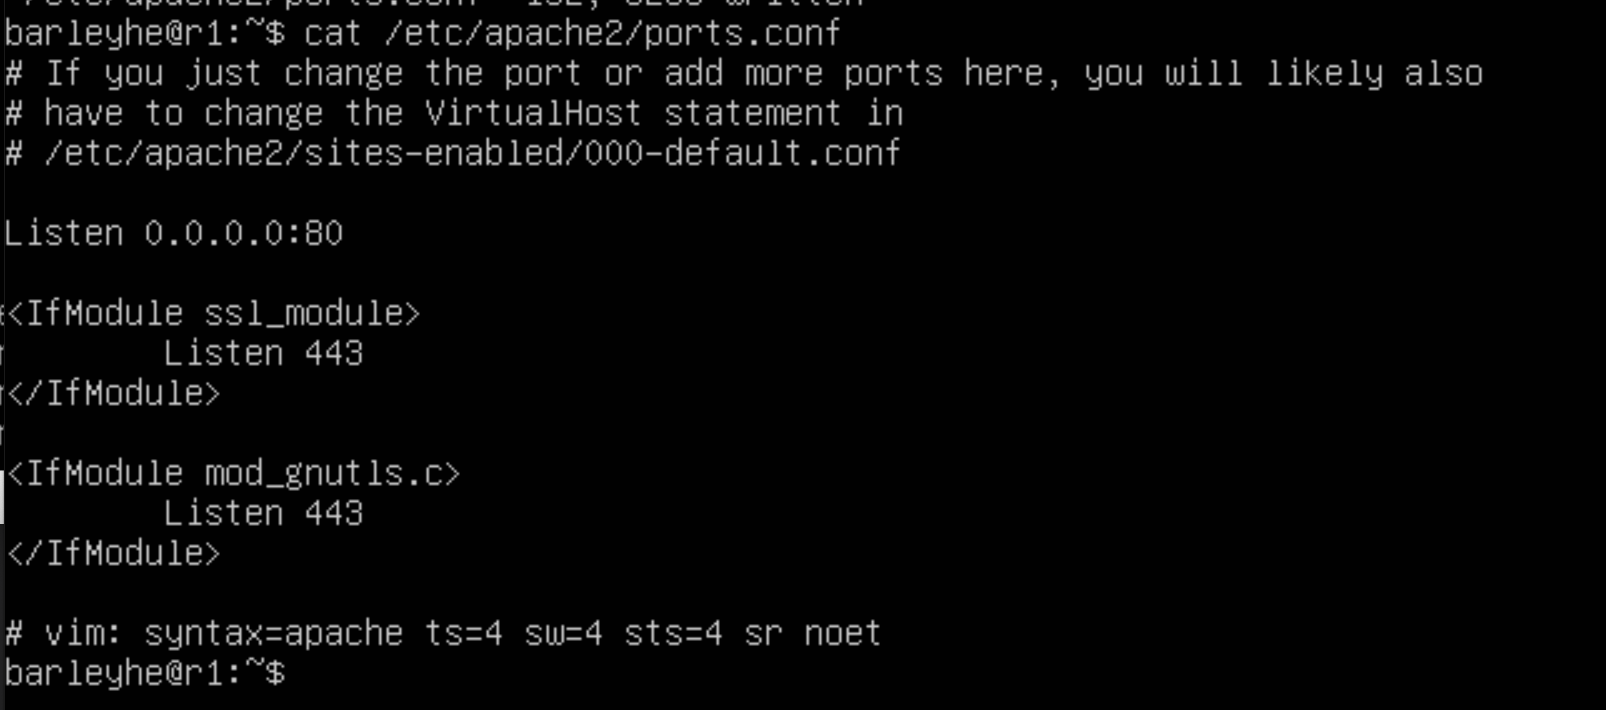 barleyhe@r1:~$ cat /etc/apache2/ports.conf
# If you just change the port or add more ports here, you will likely also
# have to change the VirtualHost statement in
# /etc/apache2/sites-enabled/000-default.conf

Listen 0.0.0.0:80

<IfModule ssl_module>
        Listen 443
</IfModule>

<IfModule mod_gnutls.c>
        Listen 443
</IfModule>

# vim: syntax=apache ts=4 sw=4 sts=4 sr noet
barleyhe@r1:~$